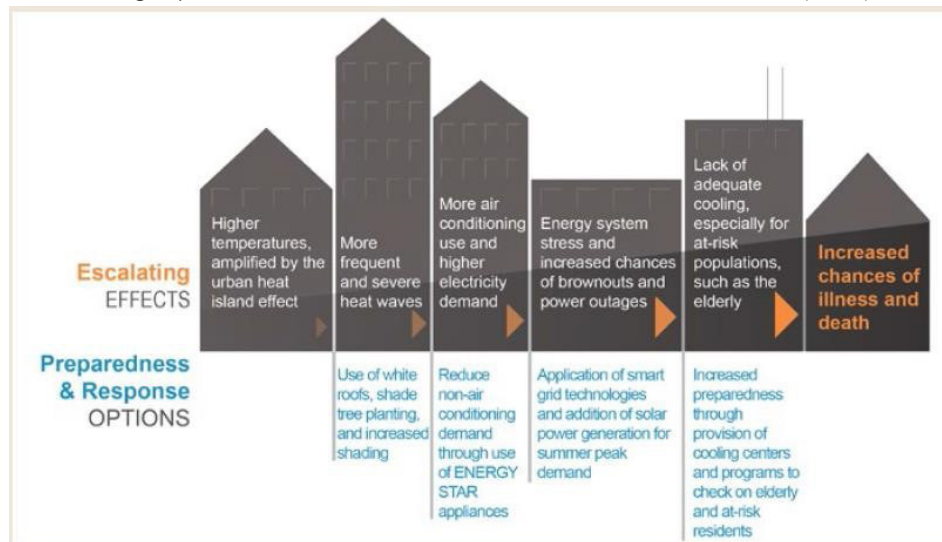 Higher
temperatures,
amplified by the
urban heat
island effect
More
frequent
and severe
heat waves
More air
conditioning
use and
higher
electricity
demand
Energy system
stress and
increased chances
of brownouts and
power outages
Lack of
adequate
cooling,
especially for
at-risk
populations,
such as the
elderly
Increased
chances of
illness and
death
Escalating
EFFECTS
Preparedness
& Response
OPTIONS
Use of white
roofs, shade
tree planting,
and increased
shading
Reduce
non-air
conditioning
demand
through use
of ENERGY
STAR
appliances
Application of smart
grid technologies
and addition of solar
power generation for
summer peak
demand
Increased
preparedness
through
provision of
cooling centers
and programs to
check on elderly
and at-risk
residents